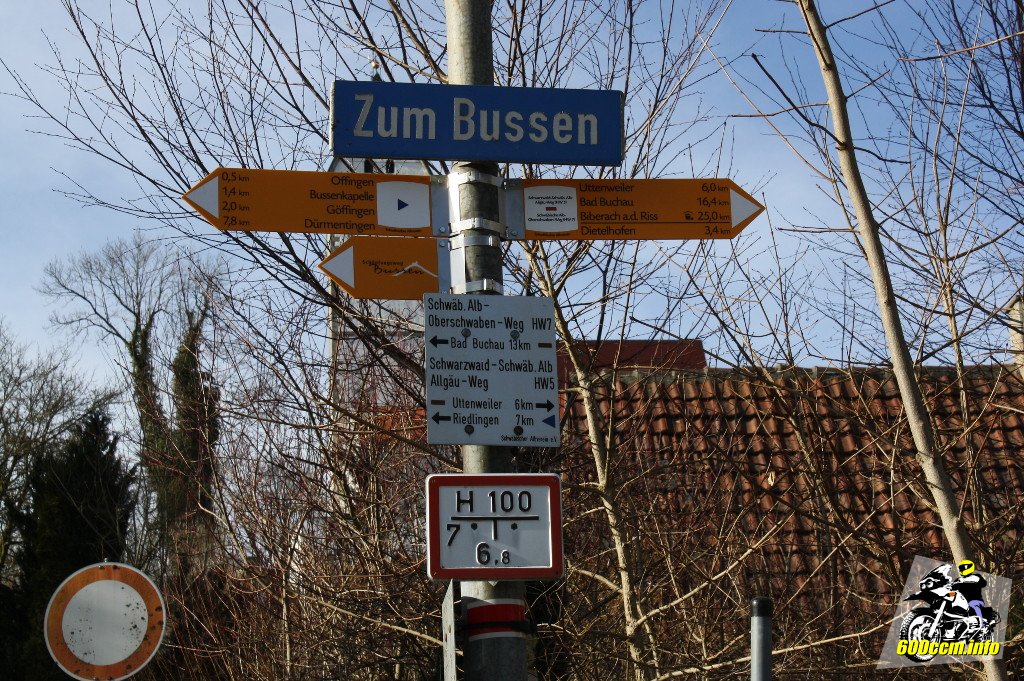 Zum Bussen
0,5 km Offingen
1,4 km Bussenkapelle
2,0 km Göffingen
7,8 km Dürmentingen
Uttenweiler 6,0 km
Bad Buchau 16,4 km
Biberach a.d. Riss 25,0 km
Dietelhofen 3,4 km
Bussen
Schwäb. Alb-
Oberschwaben-Weg HW7
Bad Buchau 13km
Schwarzwald-Schwäb. Alb
Allgäu-Weg HW5
Uttenweiler 6km
Riedlingen 7km
Schwäbischer Albverein e.V.
H 100
7
6,8
600ccm.info